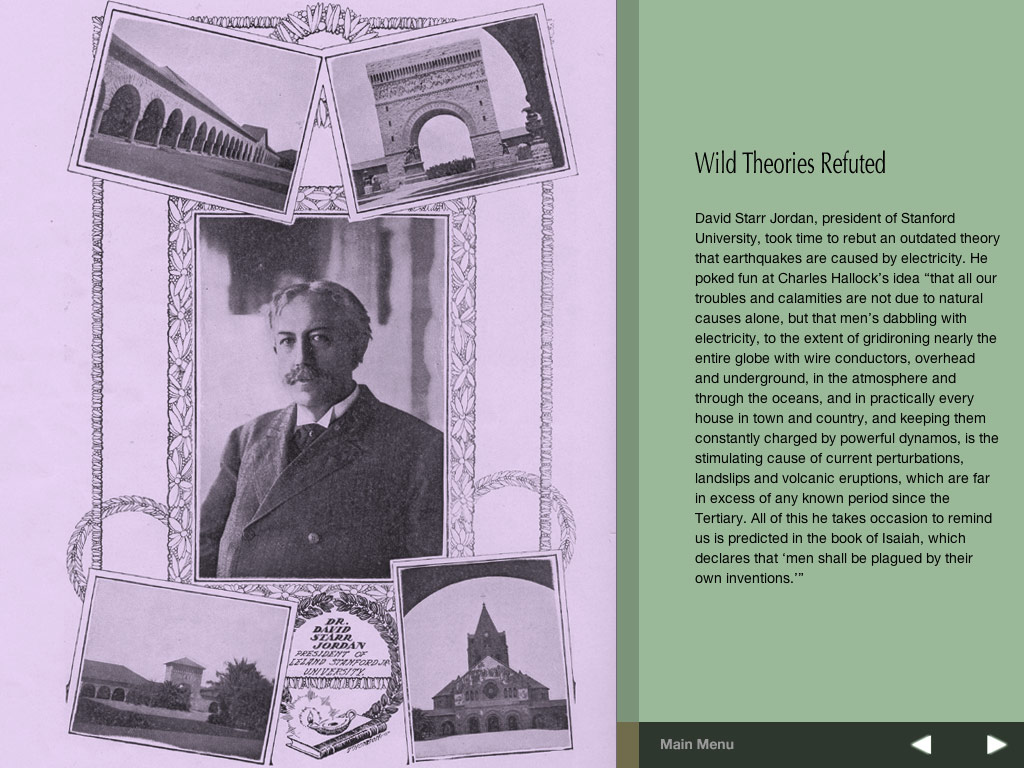 DR.
DAVID
STARR
JORDAN
PRESIDENT OF
LELAND STANFORD JR
UNIVERSITY.
Wild Theories Refuted
David Starr Jordan, president of Stanford
University, took time to rebut an outdated theory
that earthquakes are caused by electricity. He
poked fun at Charles Hallock’s idea “that all our
troubles and calamities are not due to natural
causes alone, but that men’s dabbling with
electricity, to the extent of gridironing nearly the
entire globe with wire conductors, overhead
and underground, in the atmosphere and
through the oceans, and in practically every
house in town and country, and keeping them
constantly charged by powerful dynamos, is the
stimulating cause of current perturbations,
landslips and volcanic eruptions, which are far
in excess of any known period since the
Tertiary. All of this he takes occasion to remind
us is predicted in the book of Isaiah, which
declares that ‘men shall be plagued by their
own inventions.’”
Main Menu